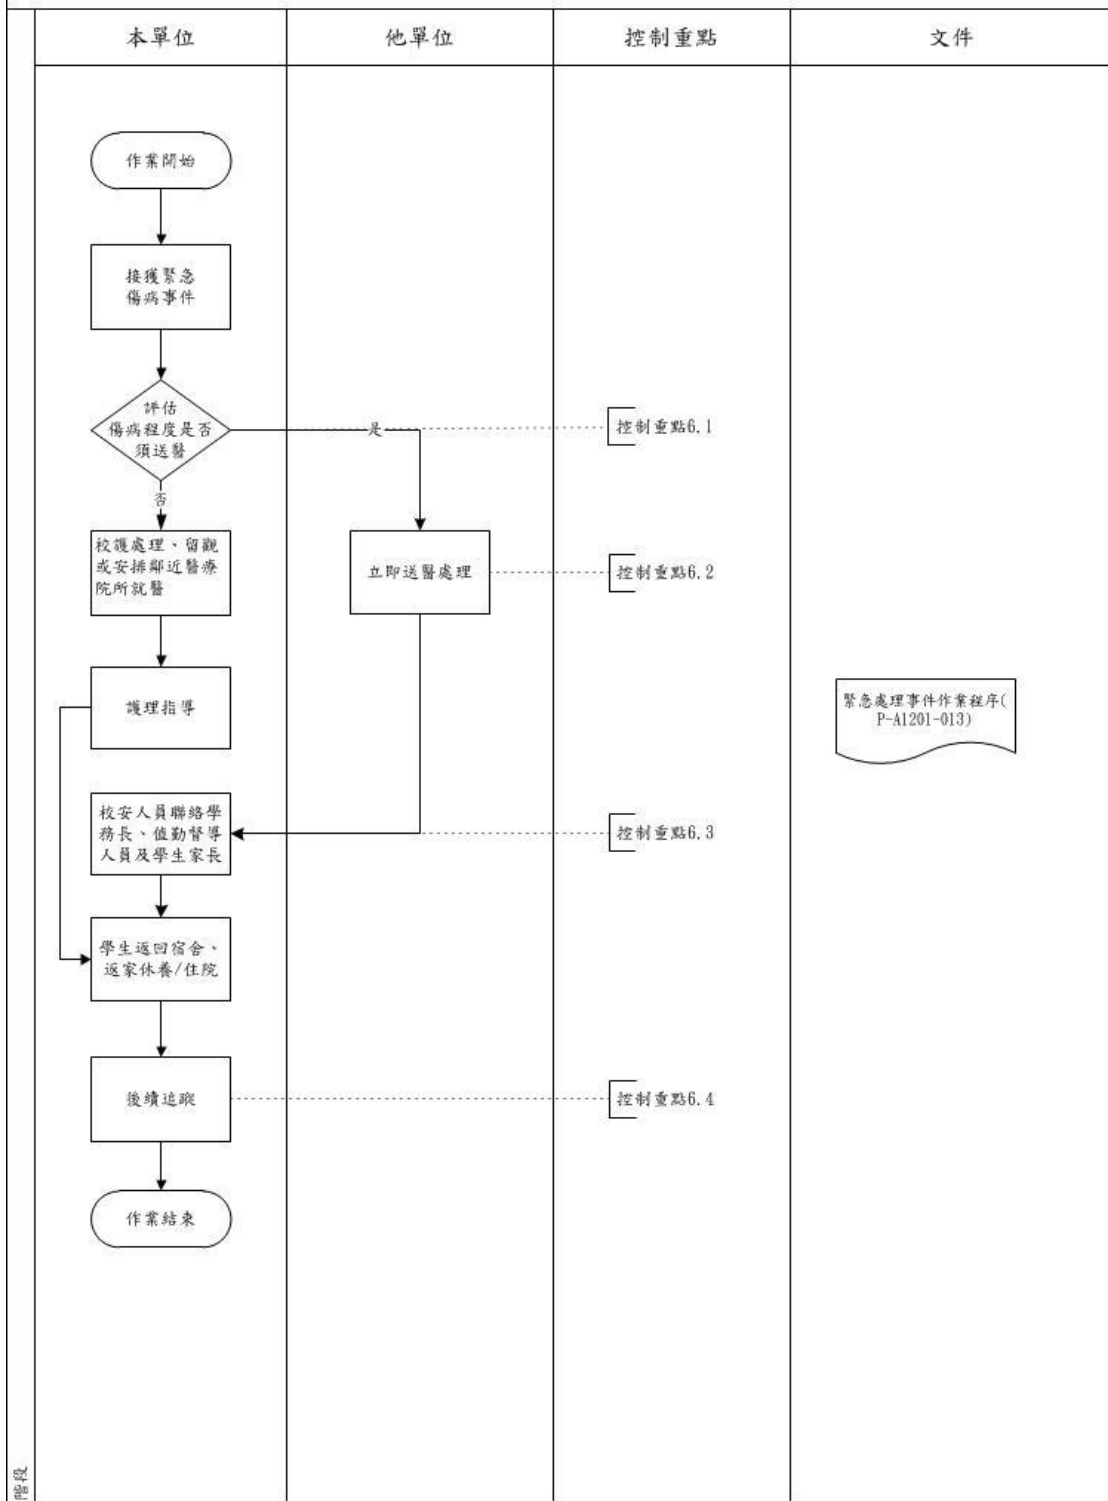 本單位
他單位
控制重點
文件
作業開始
接獲緊急
傷病事件
評估
傷病程度是否
須送醫
是
控制重點6.1
否
校護處理、留觀
或安排鄰近醫療
院所就醫
立即送醫處理
控制重點6.2
護理指導
緊急處理事件作業程序(
P-A1201-013)
校安人員聯絡學
務長、值勤督導
人員及學生家長
控制重點6.3
學生返回宿舍、
返家休養/住院
後續追蹤
控制重點6.4
作業結束
階段